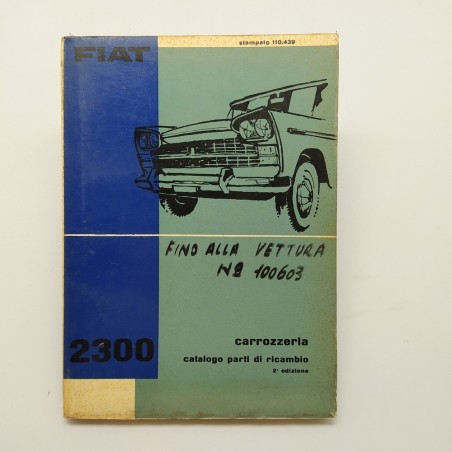 FIAT
stampato 110.439
FINO ALLA VETTURA
Nº 100603
2300
carrozzeria
catalogo parti di ricambio
2ª edizione